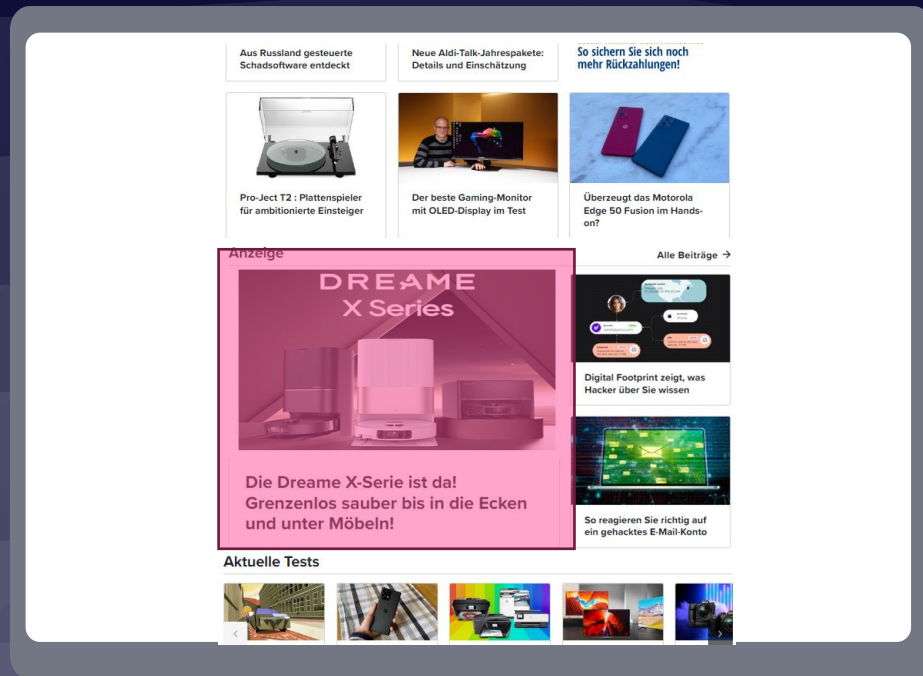 Aus Russland gesteuerte
Schadsoftware entdeckt
Neue Aldi-Talk-Jahrespakete:
Details und Einschätzung
So sichern Sie sich noch
mehr Rückzahlungen!
Pro-Ject T2 : Plattenspieler
für ambitionierte Einsteiger
Der beste Gaming-Monitor
mit OLED-Display im Test
Überzeugt das Motorola
Edge 50 Fusion im Hands-
on?
Anzeige
Alle Beiträge →
DREAME
X Series
Die Dreame X-Serie ist da!
Grenzenlos sauber bis in die Ecken
und unter Möbeln!
Digital Footprint zeigt, was
Hacker über Sie wissen
So reagieren Sie richtig auf
ein gehacktes E-Mail-Konto
Aktuelle Tests